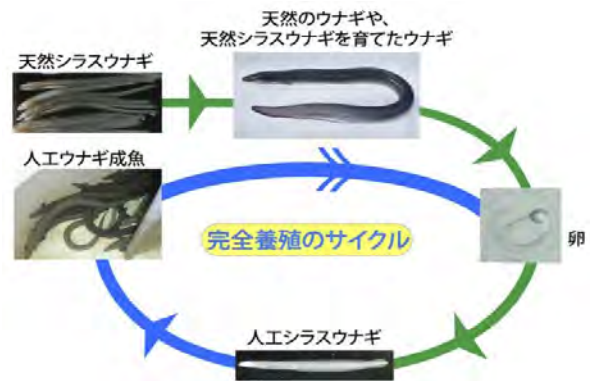 天然のウナギや、
天然シラスウナギを育てたウナギ
天然シラスウナギ
人工ウナギ成魚
完全養殖のサイクル
卵
人工シラスウナギ